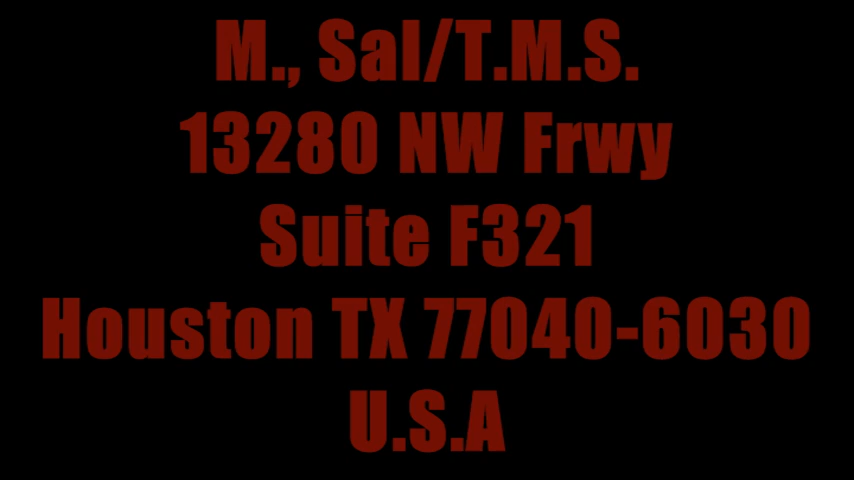 M., Sal/T.M.S.
13280 NW Frwy
Suite F321
Houston TX 77040-6030
U.S.A